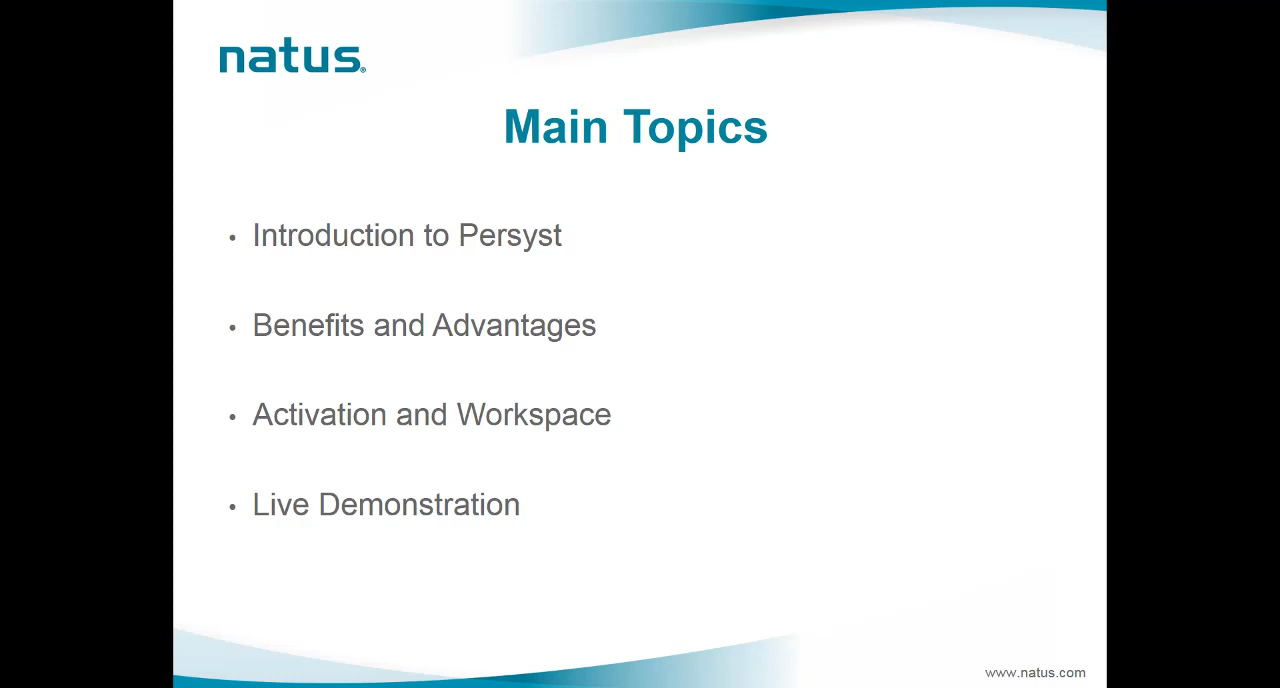 natus®
Main Topics
• Introduction to Persyst
• Benefits and Advantages
• Activation and Workspace
• Live Demonstration
www.natus.com